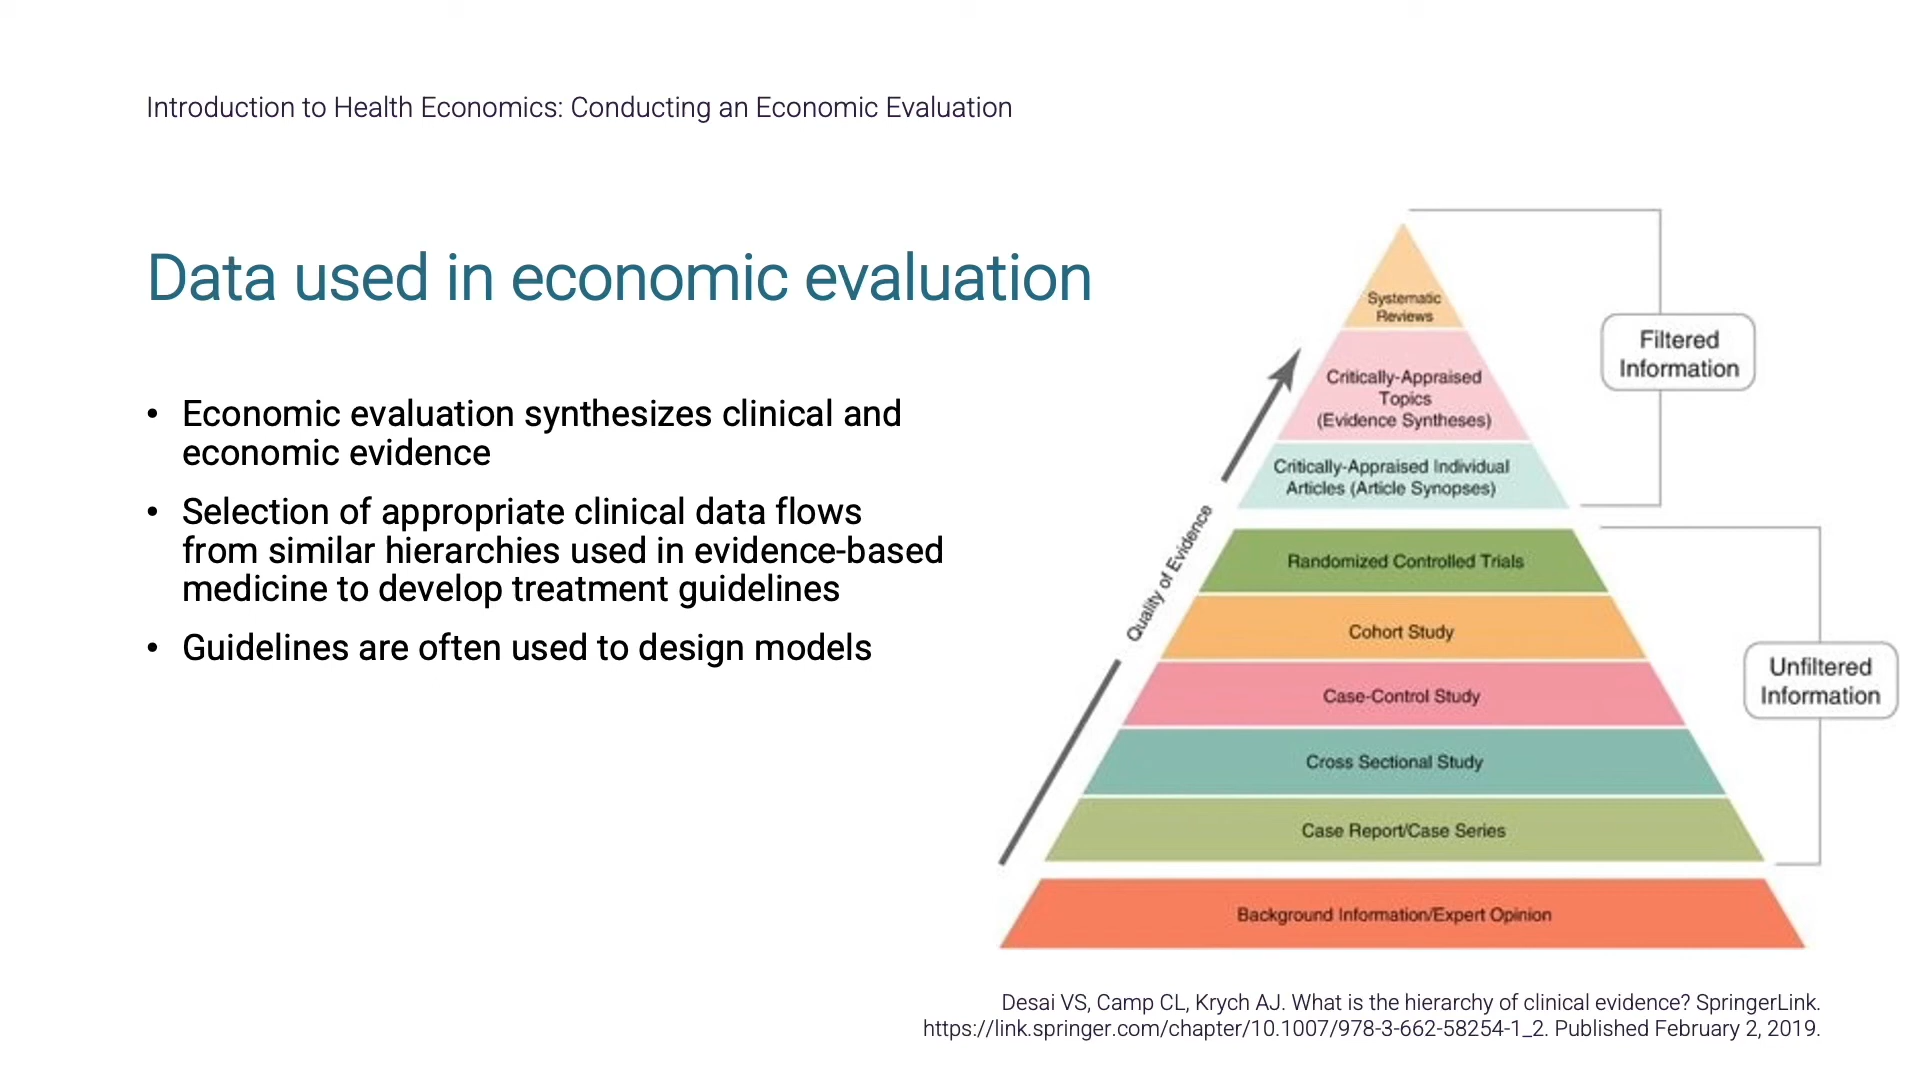 Introduction to Health Economics: Conducting an Economic Evaluation
Data used in economic evaluation
• Economic evaluation synthesizes clinical and
economic evidence
• Selection of appropriate clinical data flows
from similar hierarchies used in evidence-based
medicine to develop treatment guidelines
• Guidelines are often used to design models
Systematic
Reviews
Critically-Appraised
Topics
(Evidence Syntheses)
Critically-Appraised Individual
Articles (Article Synopses)
Randomized Controlled Trials
Cohort Study
Case-Control Study
Cross Sectional Study
Case Report/Case Series
Background Information/Expert Opinion
Quality of Evidence
Filtered
Information
Unfiltered
Information
Desai VS, Camp CL, Krych AJ. What is the hierarchy of clinical evidence? SpringerLink.
https://link.springer.com/chapter/10.1007/978-3-662-58254-1_2. Published February 2, 2019.